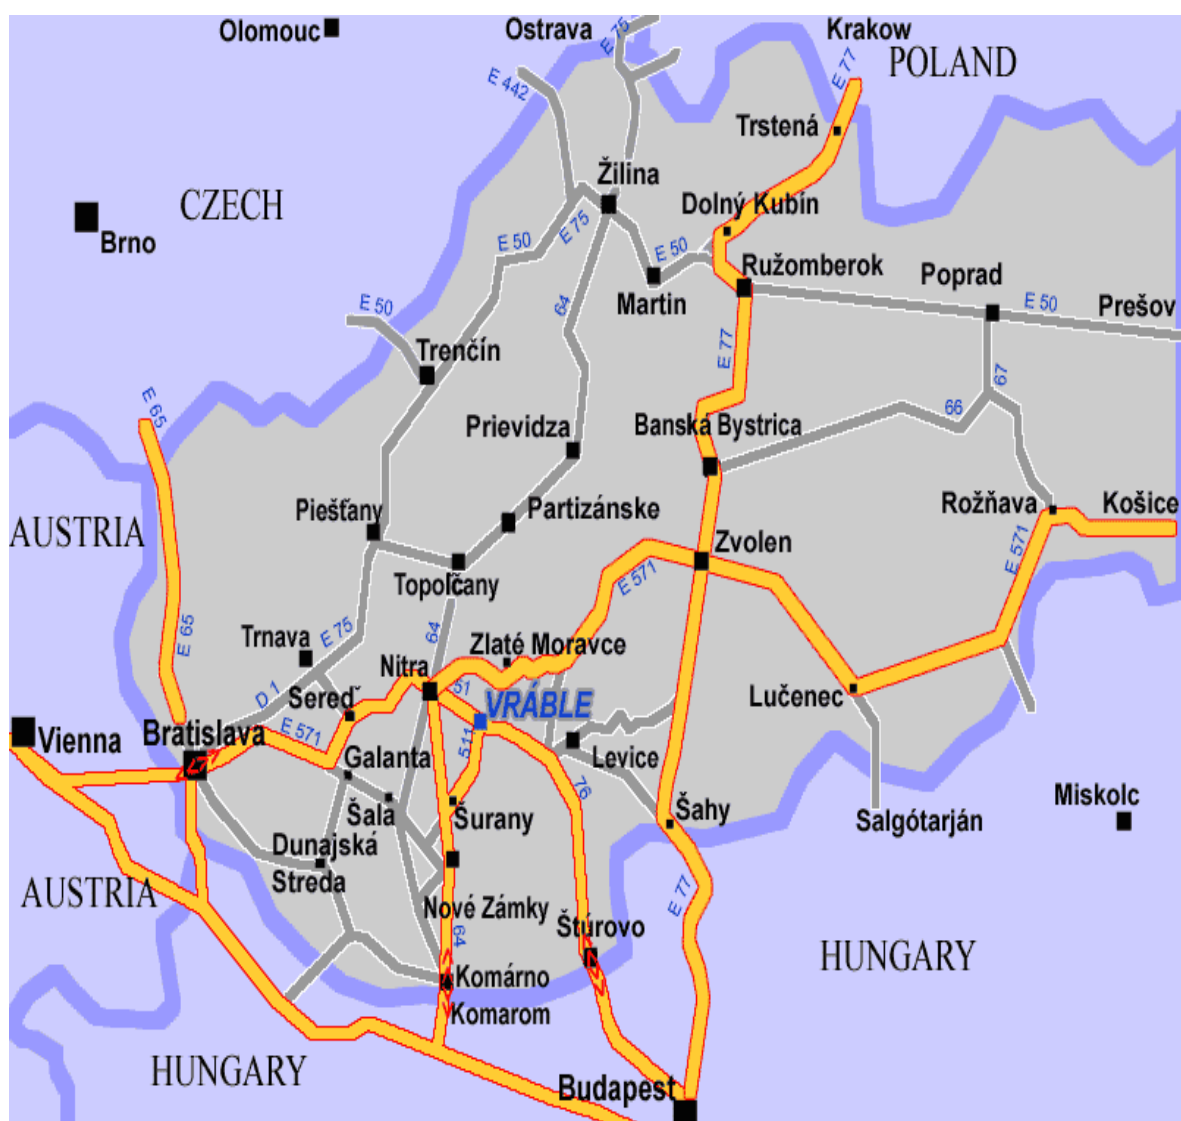 Olomouc
Ostrava
E 75
Krakow
POLAND
E 77
E 442
Trstená
Žilina
CZECH
Dolný Kubín
Brno
E 50
E 75
E 50
Ružomberok
Poprad
E 50
Prešov
Martin
64
E 50
E 77
Trenčín
67
E 65
66
Prievidza
Banská Bystrica
Piešťany
Partizánske
Rožňava
Košice
AUSTRIA
Zvolen
E 571
E 571
Topoľčany
64
E 65
Trnava
E 75
Zlaté Moravce
Nitra
51
D 1
Sereď
VRÁBLE
Lučenec
Vienna
Bratislava
E 571
511
Levice
Galanta
76
Šala
Šurany
Šahy
Miskolc
Salgótarján
Dunajská
Streda
AUSTRIA
Nové Zámky
E 77
64
Štúrovo
HUNGARY
Komárno
Komarom
HUNGARY
Budapest